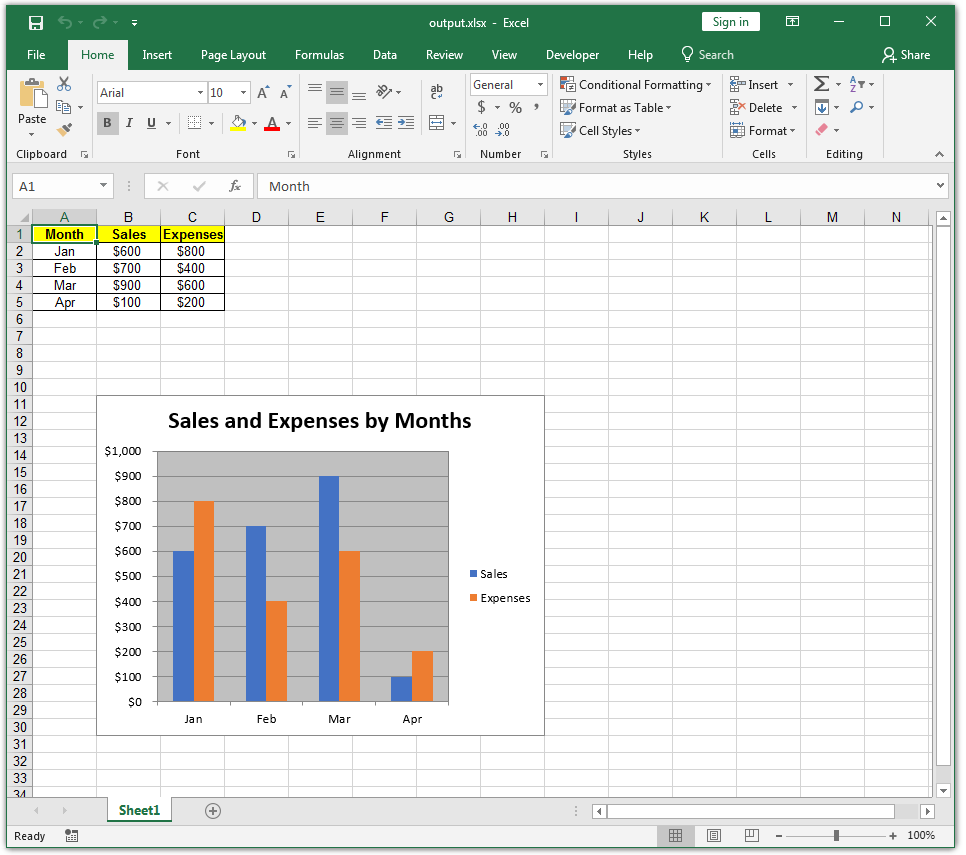 output.xlsx - Excel
Sign in
File Home Insert Page Layout Formulas Data Review View Developer Help Search Share
Paste
Arial 10
B I U
A A
ab
General
$ % ,
Conditional Formatting
Format as Table
Cell Styles
Insert
Delete
Format
Clipboard Font Alignment Number Styles Cells Editing
A1 fx Month
A B C D E F G H I J K L M N
1 Month Sales Expenses
2 Jan $600 $800
3 Feb $700 $400
4 Mar $900 $600
5 Apr $100 $200
6
7
8
9
10
11
12
13
14
15
16
17
18
19
20
21
22
23
24
25
26
27
28
29
30
31
32
33
34
Sales and Expenses by Months
$1,000
$900
$800
$700
$600
$500
$400
$300
$200
$100
$0
Jan Feb Mar Apr
Sales
Expenses
Sheet1
Ready
100%